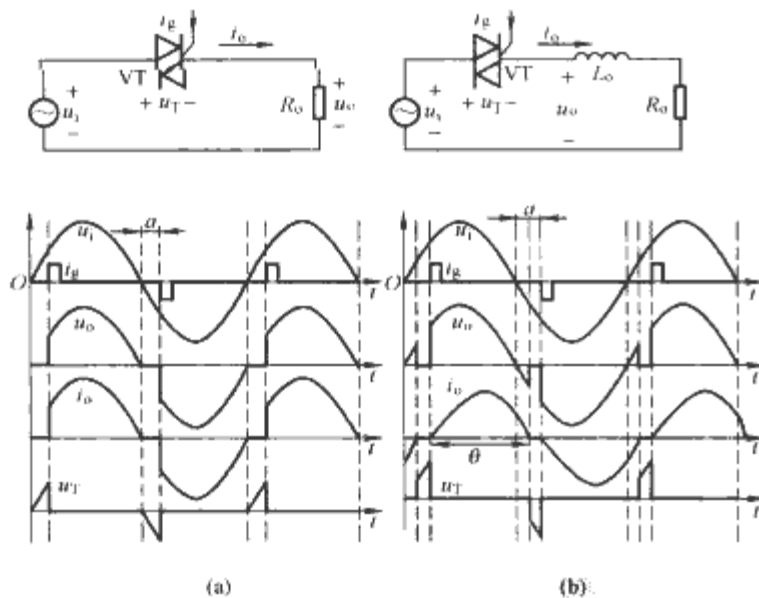 i_g
i_o
VT
+ u_T −
+
u_i
−
R_o
+
u_o
−
i_g
i_o
VT
L_o
+ u_T −
+
u_i
−
+
u_o
−
R_o
u_i
a
i_g
O
t
u_o
t
i_o
t
u_T
t
(a)
u_i
a
i_g
O
t
u_o
t
i_o
θ
t
u_T
t
(b)